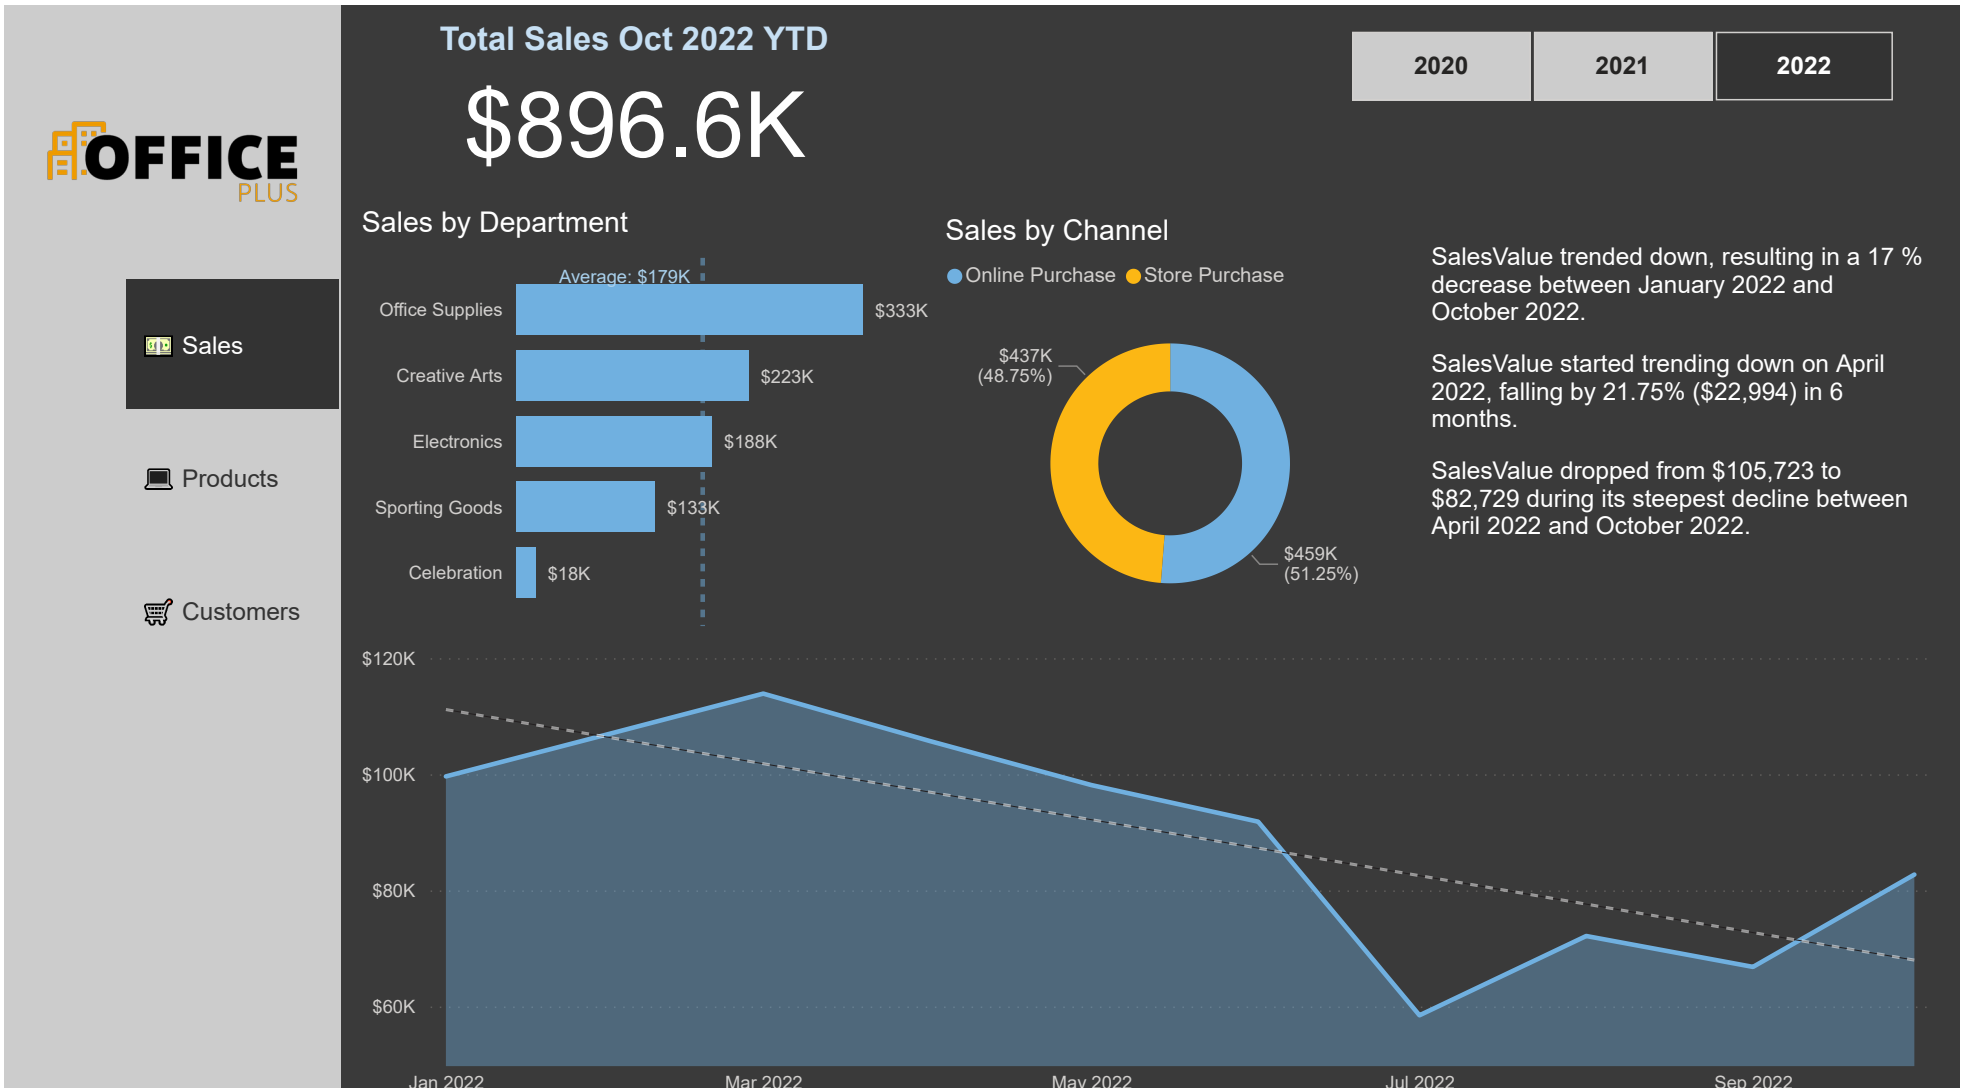 OFFICE
PLUS
Sales
Products
Customers
Total Sales Oct 2022 YTD
$896.6K
2020
2021
2022
Sales by Department
Average: $179K
Office Supplies
$333K
Creative Arts
$223K
Electronics
$188K
Sporting Goods
$133K
Celebration
$18K
Sales by Channel
Online Purchase
Store Purchase
$437K
(48.75%)
$459K
(51.25%)
SalesValue trended down, resulting in a 17 %
decrease between January 2022 and
October 2022.
SalesValue started trending down on April
2022, falling by 21.75% ($22,994) in 6
months.
SalesValue dropped from $105,723 to
$82,729 during its steepest decline between
April 2022 and October 2022.
$120K
$100K
$80K
$60K
Jan 2022
Mar 2022
May 2022
Jul 2022
Sep 2022